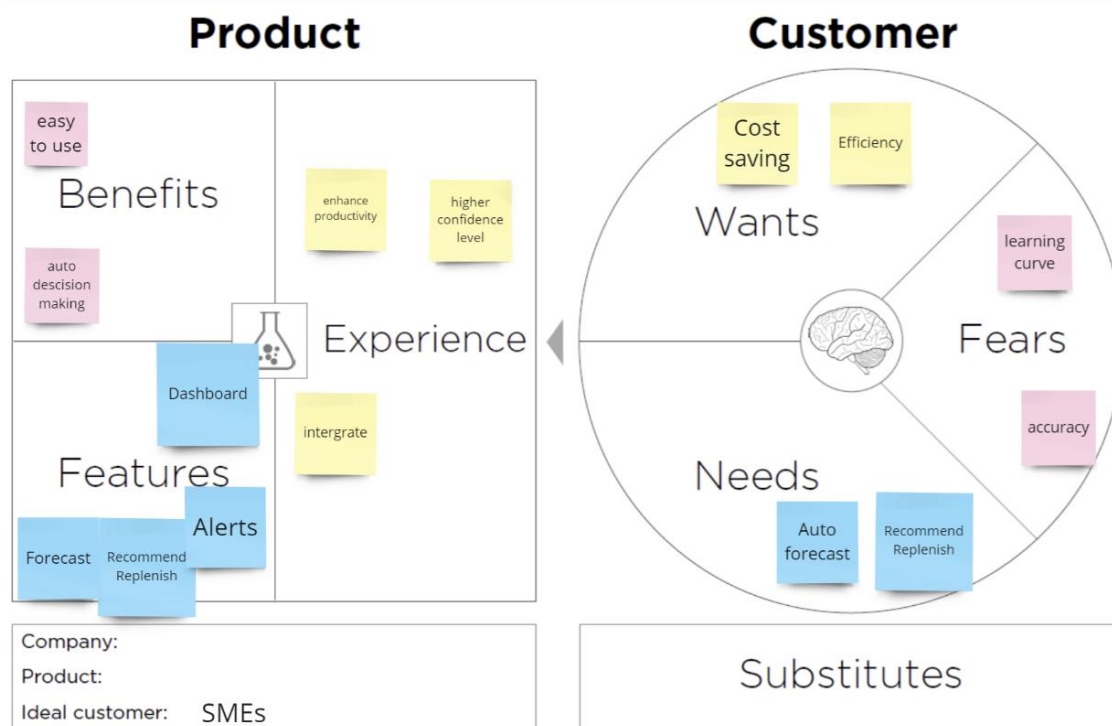 Product
Customer
easy
to use
Benefits
auto
descision
making
enhance
productivity
higher
confidence
level
Experience
intergrate
Dashboard
Features
Alerts
Forecast
Recommend
Replenish
Cost
saving
Efficiency
Wants
learning
curve
Fears
accuracy
Needs
Auto
forecast
Recommend
Replenish
Company:
Product:
Ideal customer: SMEs
Substitutes